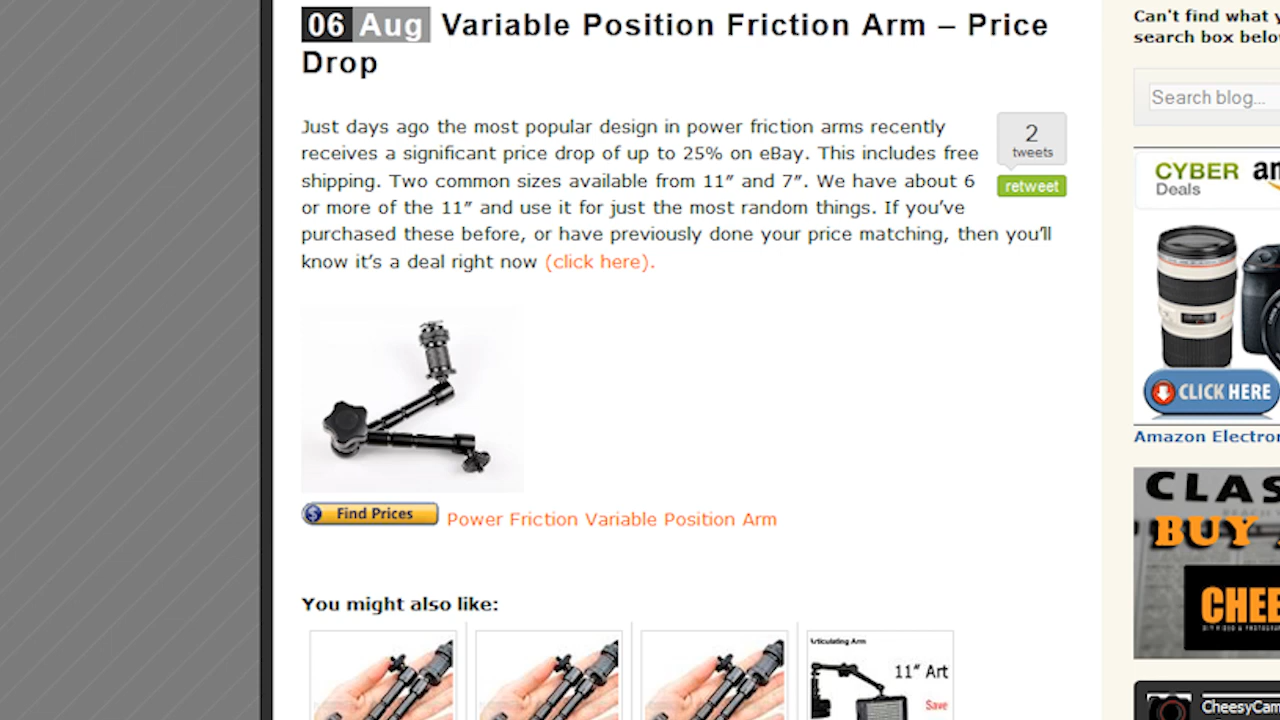 06 Aug Variable Position Friction Arm – Price
Drop
Just days ago the most popular design in power friction arms recently
receives a significant price drop of up to 25% on eBay. This includes free
shipping. Two common sizes available from 11″ and 7″. We have about 6
or more of the 11″ and use it for just the most random things. If you’ve
purchased these before, or have previously done your price matching, then you’ll
know it’s a deal right now (click here).
2
tweets
retweet
Find Prices
Power Friction Variable Position Arm
You might also like:
Articulating Arm
11″ Art
Save
Can't find what
search box
Search blog...
CYBER
Deals
CLICK HERE
Amazon
BUY
CheesyCam